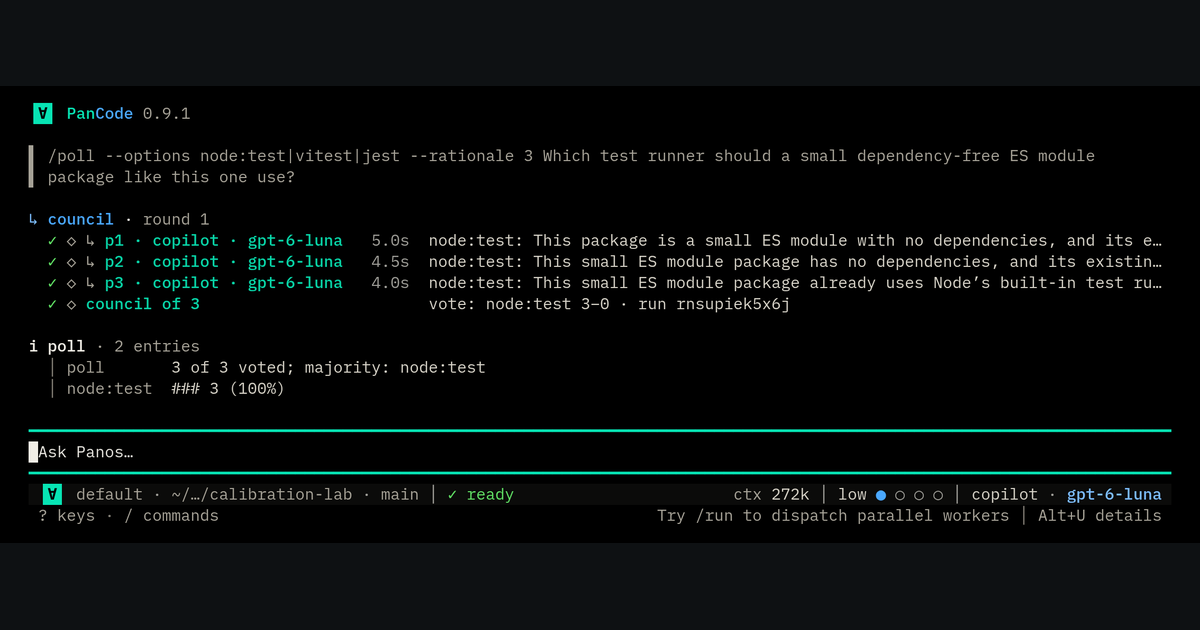 ∀ PanCode 0.9.1
/poll --options node:test|vitest|jest --rationale 3 Which test runner should a small dependency-free ES module
package like this one use?
↳ council · round 1
✓ ◇ ↳ p1 · copilot · gpt-6-luna 5.0s node:test: This package is a small ES module with no dependencies, and its e…
✓ ◇ ↳ p2 · copilot · gpt-6-luna 4.5s node:test: This small ES module package has no dependencies, and its existin…
✓ ◇ ↳ p3 · copilot · gpt-6-luna 4.0s node:test: This small ES module package already uses Node’s built-in test ru…
✓ ◇ council of 3 vote: node:test 3–0 · run rnsupiek5x6j
i poll · 2 entries
│ poll 3 of 3 voted; majority: node:test
│ node:test ### 3 (100%)
Ask Panos…
∀ default · ~/…/calibration-lab · main │ ✓ ready ctx 272k │ low ● ○ ○ ○ │ copilot · gpt-6-luna
? keys · / commands Try /run to dispatch parallel workers │ Alt+U details